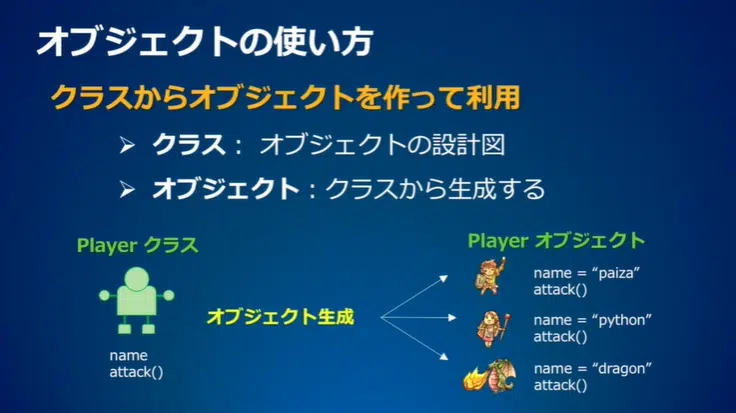 オブジェクトの使い方
クラスからオブジェクトを作って利用
➢ クラス： オブジェクトの設計図
➢ オブジェクト：クラスから生成する
Player クラス
name
attack()
オブジェクト生成
Player オブジェクト
name = “paiza”
attack()
name = “python”
attack()
name = “dragon”
attack()